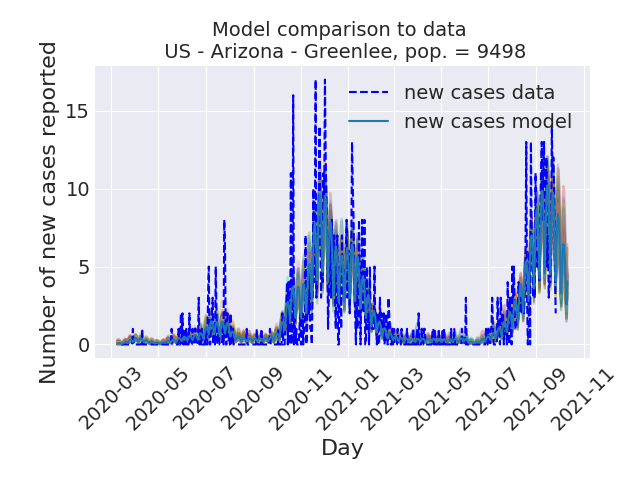 Model comparison to data
US - Arizona - Greenlee, pop. = 9498
Number of new cases reported
15
10
5
0
new cases data
new cases model
2020-03
2020-05
2020-07
2020-09
2020-11
2021-01
2021-03
2021-05
2021-07
2021-09
2021-11
Day